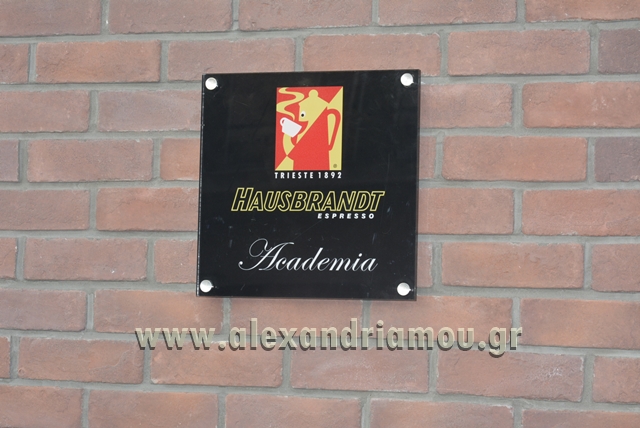 TRIESTE 1892
HAUSBRANDT
ESPRESSO
Academia
www.alexandriamou.gr